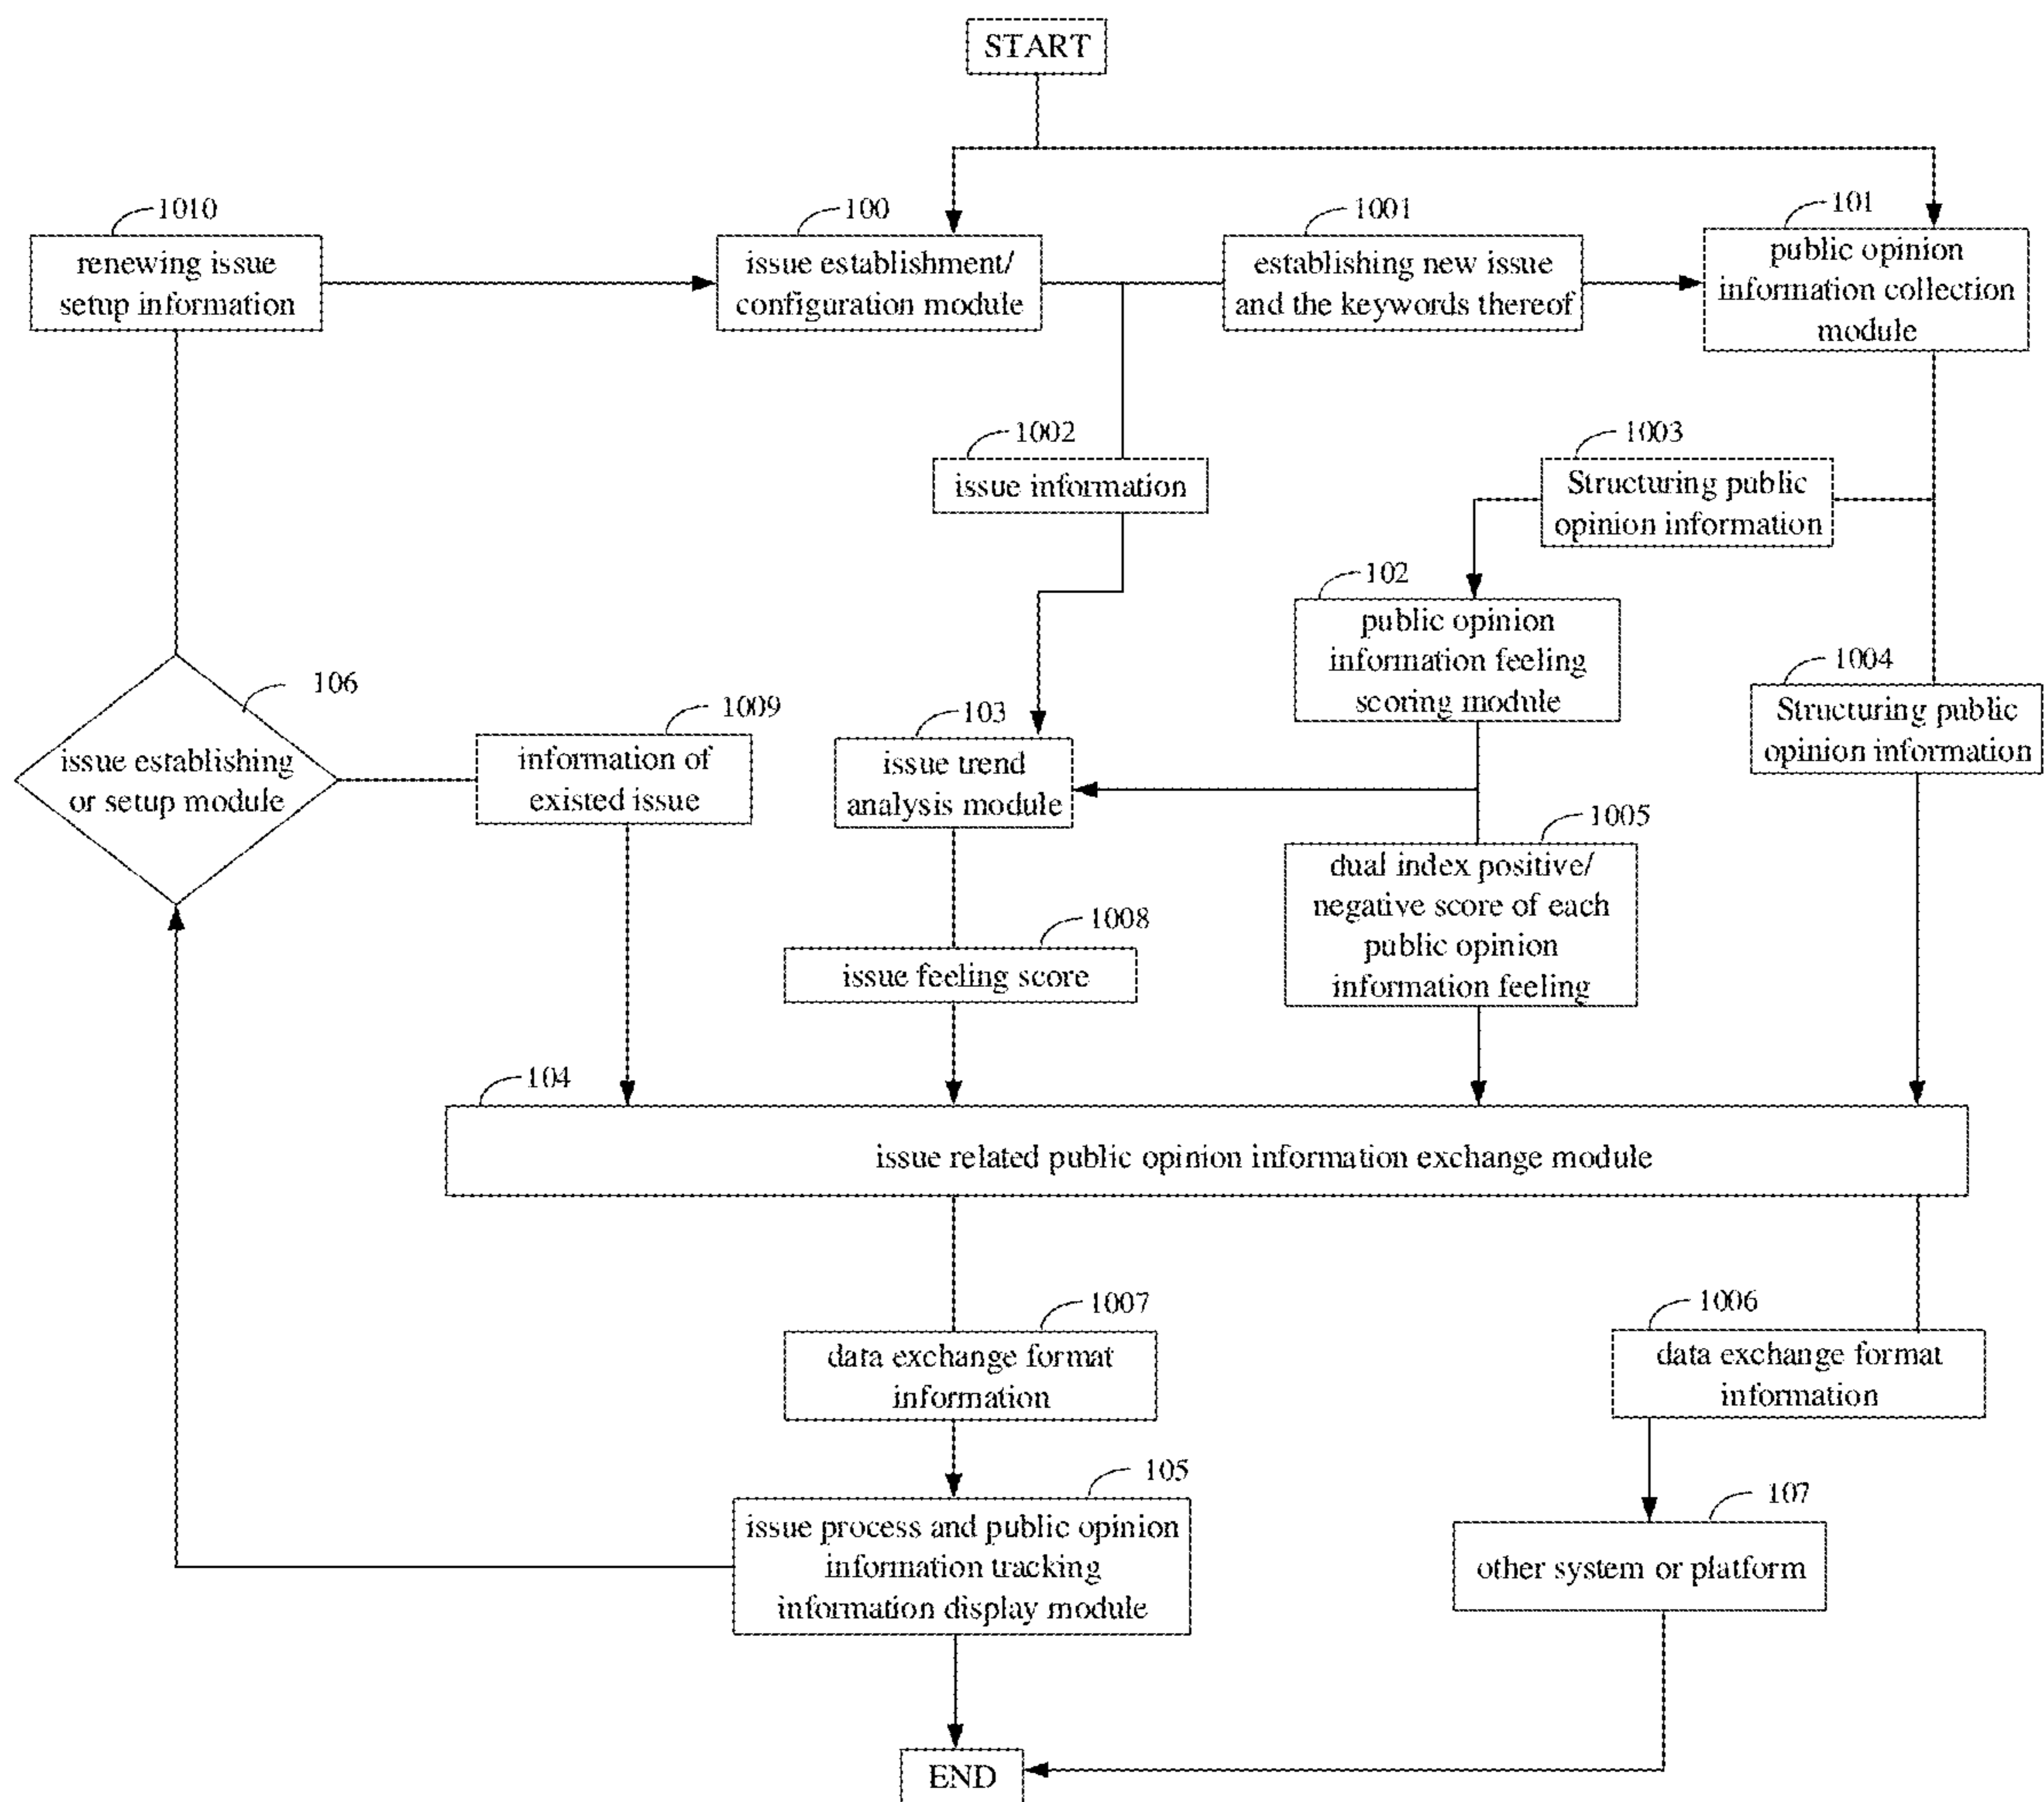 START
1010
renewing issue
setup information
100
issue establishment/
configuration module
1001
establishing new issue
and the keywords thereof
101
public opinion
information collection
module
1002
issue information
1003
Structuring public
opinion information
102
public opinion
information feeling
scoring module
1004
Structuring public
opinion information
106
issue establishing
or setup module
1009
information of
existed issue
103
issue trend
analysis module
1005
dual index positive/
negative score of each
public opinion
information feeling
1008
issue feeling score
104
issue related public opinion information exchange module
1007
data exchange format
information
1006
data exchange format
information
105
issue process and public opinion
information tracking
information display module
107
other system or platform
END